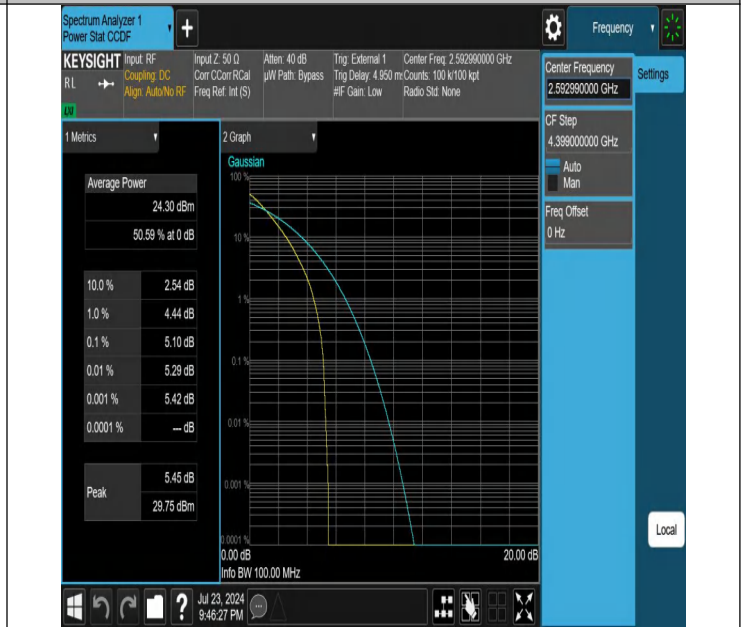 Spectrum Analyzer 1
Power Stat CCDF
+
Frequency
KEYSIGHT
RL
Input: RF
Coupling: DC
Align: Auto/No RF
Input Z: 50 Ω
Corr CCorr RCal
Freq Ref: Int (S)
Atten: 40 dB
µW Path: Bypass
Trig: External 1
Trig Delay: 4.950 ms
#IF Gain: Low
Center Freq: 2.592990000 GHz
Counts: 100 k/100 kpt
Radio Std: None
Center Frequency
2.592990000 GHz
Settings
CF Step
4.399000000 GHz
Auto
Man
Freq Offset
0 Hz
1 Metrics
Average Power
24.30 dBm
50.59 % at 0 dB
10.0 % 2.54 dB
1.0 % 4.44 dB
0.1 % 5.10 dB
0.01 % 5.29 dB
0.001 % 5.42 dB
0.0001 % --- dB
Peak
5.45 dB
29.75 dBm
2 Graph
Gaussian
100 %
10 %
1 %
0.1 %
0.01 %
0.001 %
0.0001 %
0.00 dB 20.00 dB
Info BW 100.00 MHz
Local
?
Jul 23, 2024
9:46:27 PM